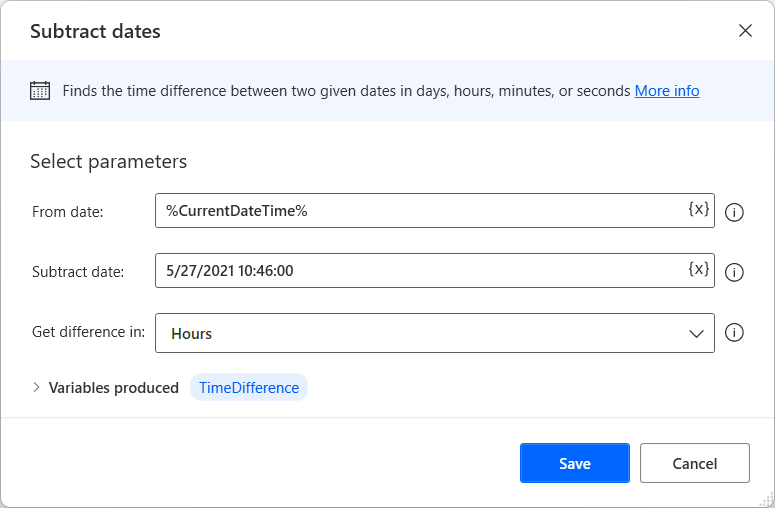 Subtract dates
Finds the time difference between two given dates in days, hours, minutes, or seconds More info
Select parameters
From date: %CurrentDateTime% {x}
Subtract date: 5/27/2021 10:46:00 {x}
Get difference in: Hours
Variables produced TimeDifference
Save Cancel